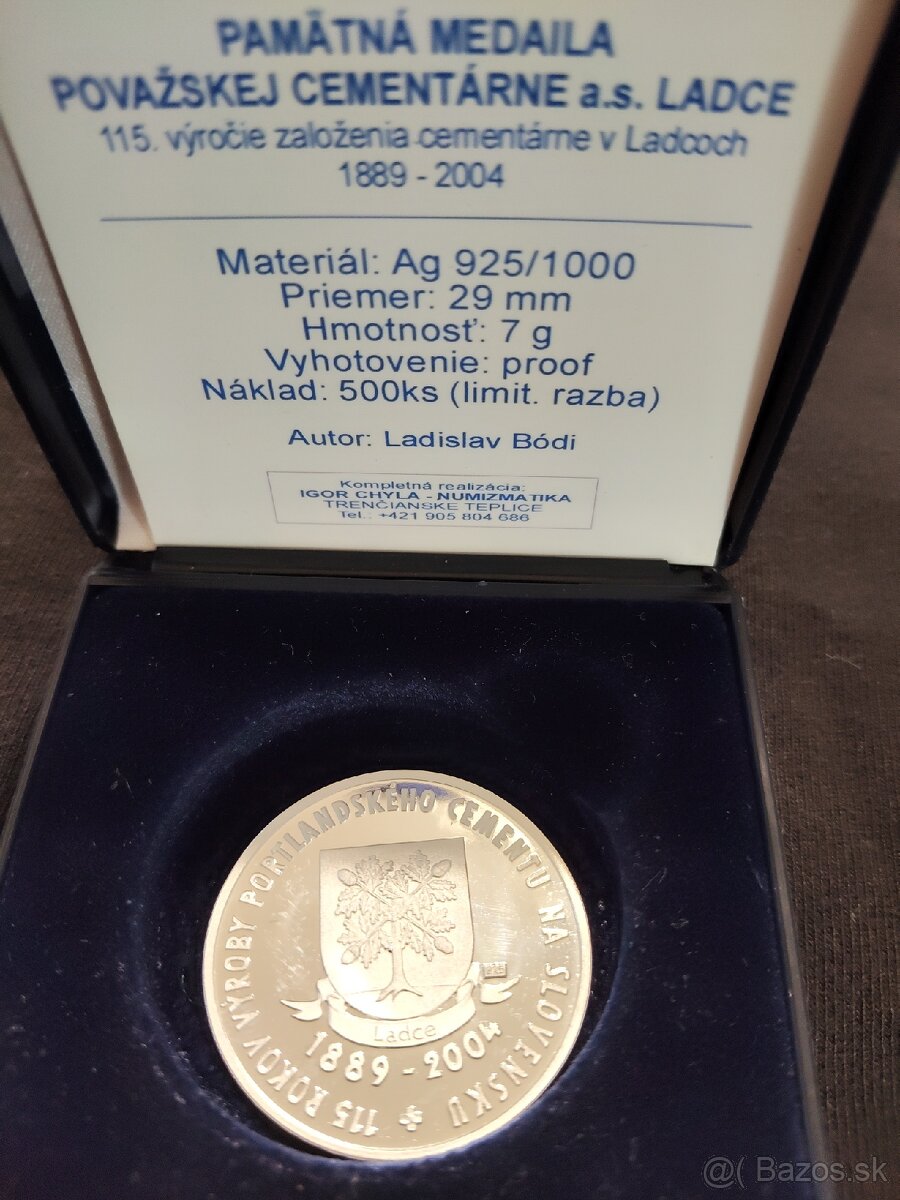 PAMÄTNÁ MEDAILA
POVAŽSKEJ CEMENTÁRNE a.s. LADCE
115. výročie založenia cementárne v Ladcoch
1889 - 2004
Materiál: Ag 925/1000
Priemer: 29 mm
Hmotnosť: 7 g
Vyhotovenie: proof
Náklad: 500ks (limit. razba)
Autor: Ladislav Bódi
Kompletná realizácia:
IGOR CHYLA - NUMIZMATIKA
TRENČIANSKE TEPLICE
Tel.: +421 905 804 686
115 ROKOV VÝROBY PORTLANDSKÉHO CEMENTU NA SLOVENSKU
Ladce
1889 - 2004
@( Bazos.sk